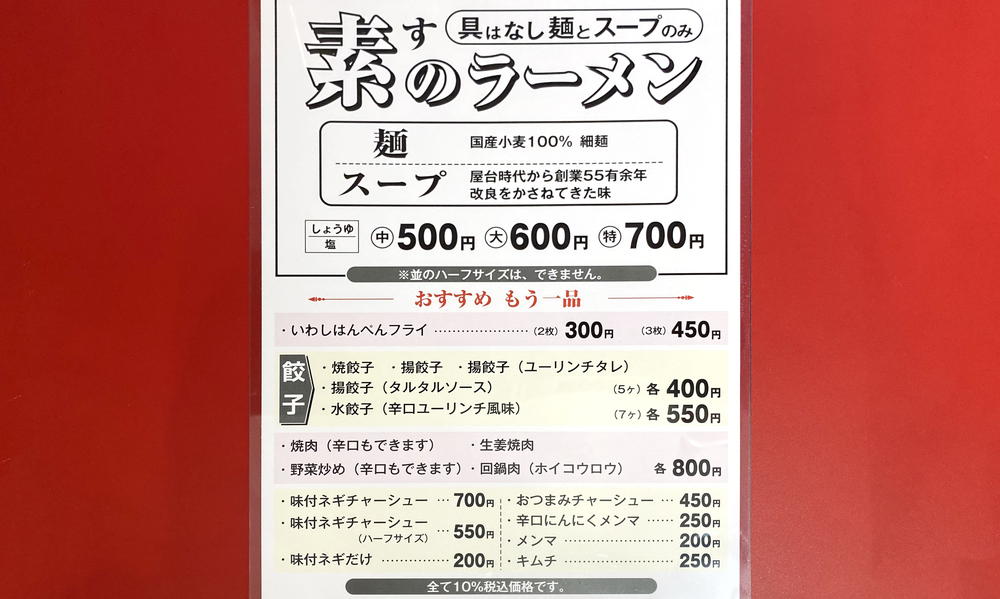 具はなし麺とスープのみ
素すのラーメン
麺 国産小麦100% 細麺
スープ 屋台時代から創業55有余年
改良をかさねてきた味
しょうゆ
塩
中500円 大600円 特700円
※並のハーフサイズは、できません。
おすすめ もう一品
・いわしはんぺんフライ ………………… (2枚) 300円 (3枚) 450円
餃子
・焼餃子 ・揚餃子 ・揚餃子（ユーリンチタレ）
・揚餃子（タルタルソース） (5ヶ) 各 400円
・水餃子（辛口ユーリンチ風味） (7ヶ) 各 550円
・焼肉（辛口もできます） ・生姜焼肉
・野菜炒め（辛口もできます）・回鍋肉（ホイコウロウ） 各 800円
・味付ネギチャーシュー … 700円
・味付ネギチャーシュー
（ハーフサイズ） … 550円
・味付ネギだけ ………… 200円
・おつまみチャーシュー … 450円
・辛口にんにくメンマ …… 250円
・メンマ ………………… 200円
・キムチ ………………… 250円
全て10%税込価格です。